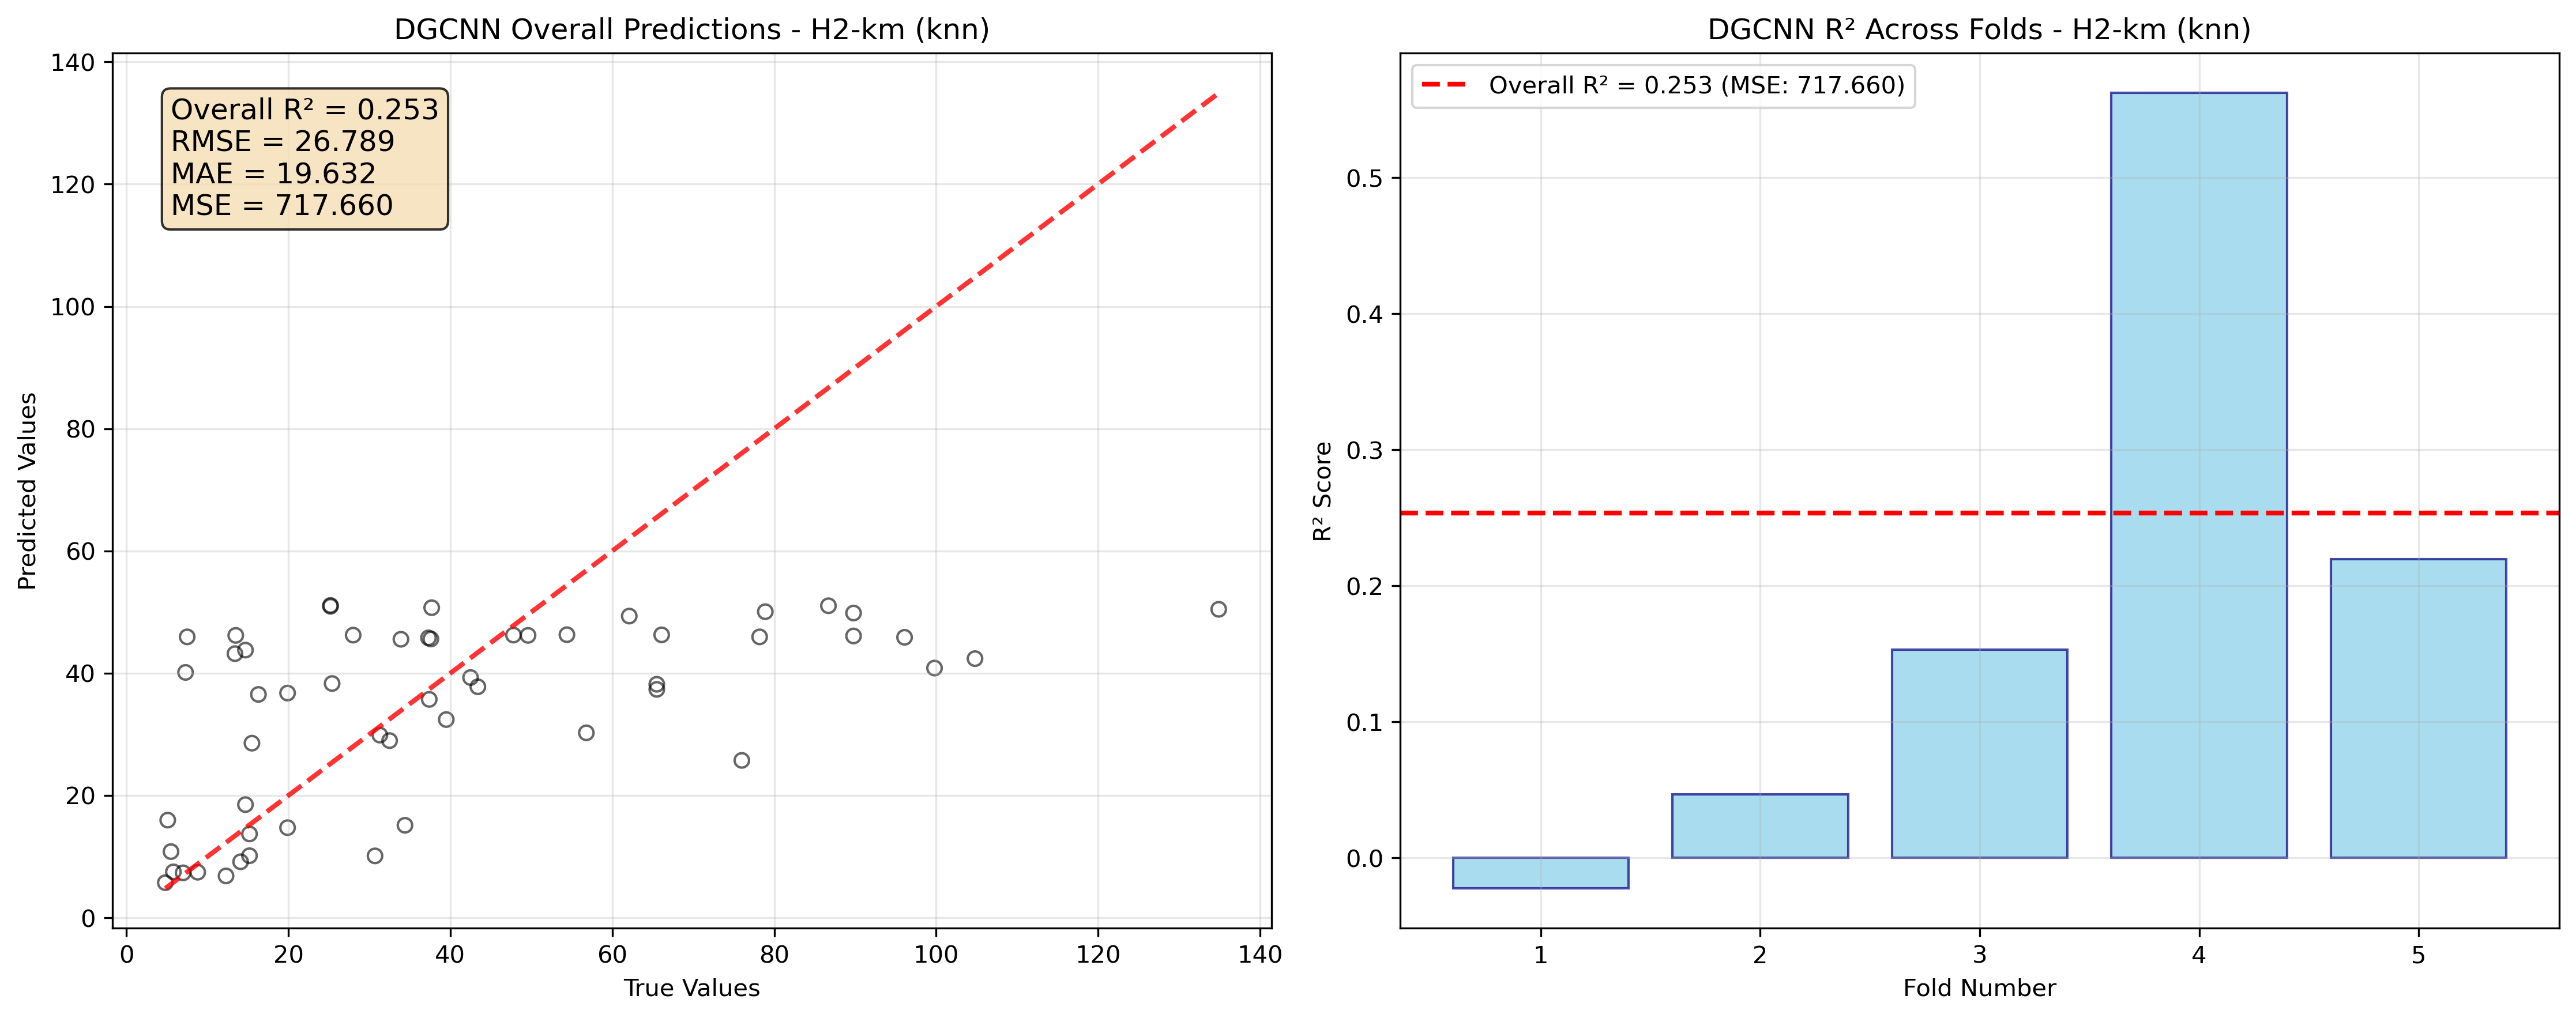 DGCNN Overall Predictions - H2-km (knn)
Overall R² = 0.253
RMSE = 26.789
MAE = 19.632
MSE = 717.660
140
120
100
80
60
40
20
0
Predicted Values
0 20 40 60 80 100 120 140
True Values
DGCNN R² Across Folds - H2-km (knn)
Overall R² = 0.253 (MSE: 717.660)
0.5
0.4
0.3
0.2
0.1
0.0
R² Score
1 2 3 4 5
Fold Number